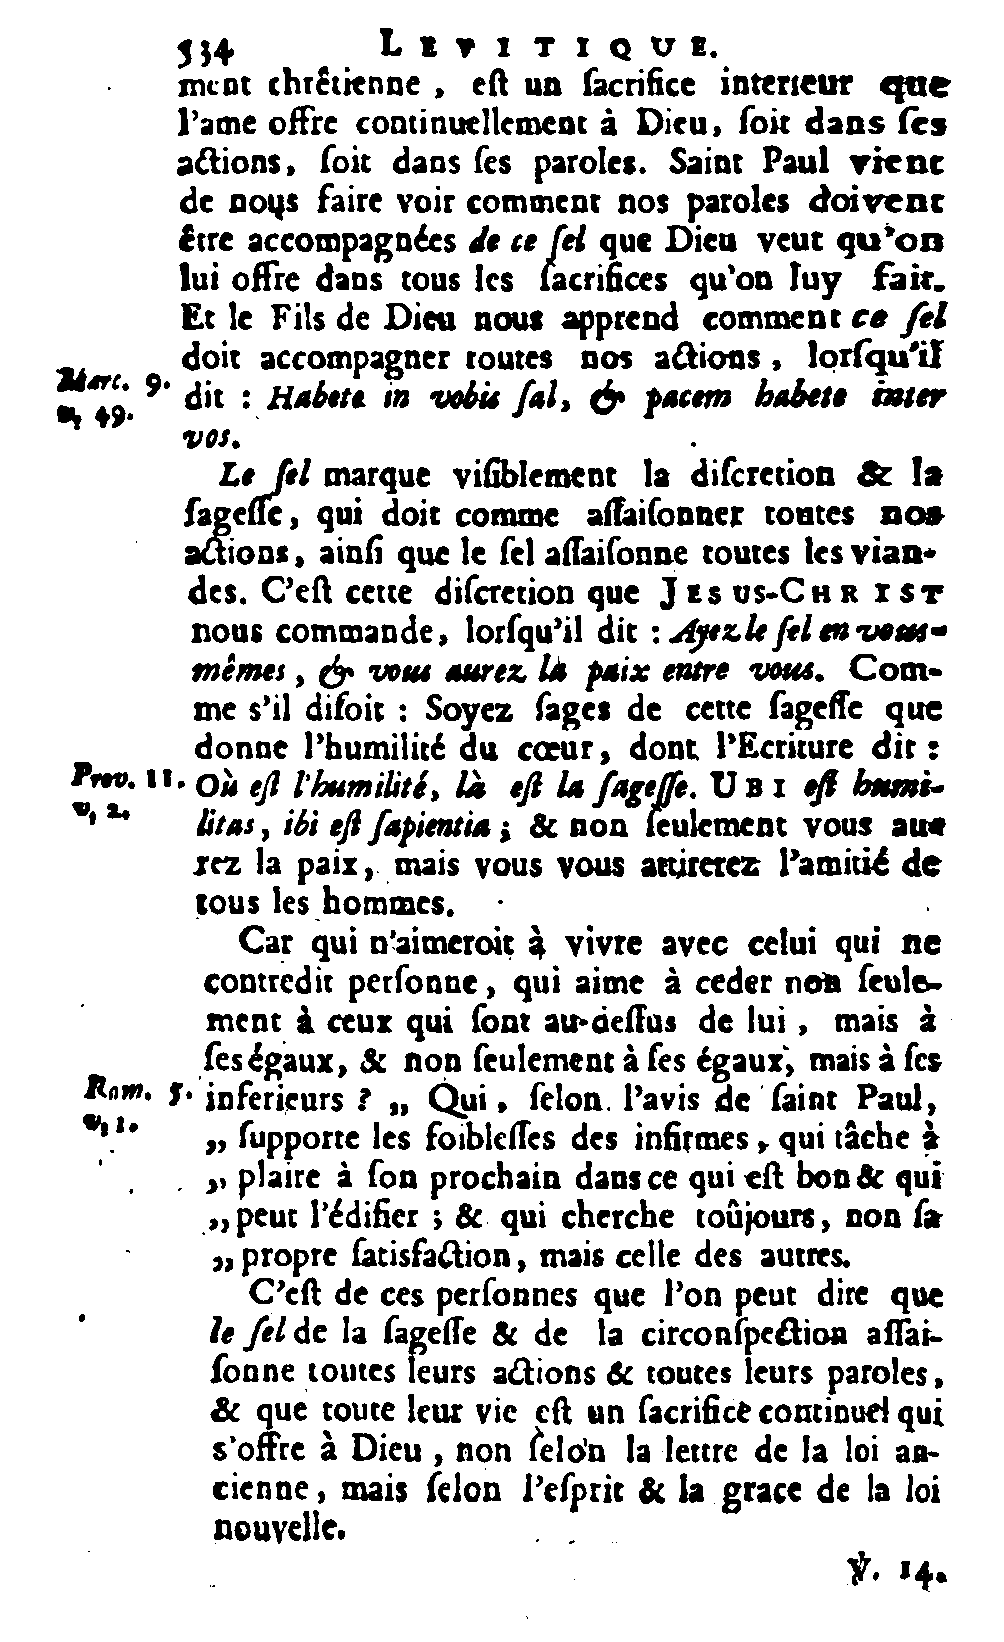 534 LEVITIQUE.
ment chrêtienne, eſt un ſacrifice interieur que
l'ame offre continuellement à Dieu, ſoit dans ſes
actions, ſoit dans ſes paroles. Saint Paul vient
de nous faire voir comment nos paroles doivent
être accompagnées de ce ſel que Dieu veut qu'on
lui offre dans tous les ſacrifices qu'on luy fait.
Et le Fils de Dieu nous apprend comment ce ſel
doit accompagner toutes nos actions, lorſqu'il
Marc. 9.
v, 49.
dit : Habete in vobis ſal, & pacem habete inter
vos.
Le ſel marque viſiblement la diſcretion & la
ſageſſe, qui doit comme aſſaiſonner toutes nos
actions, ainſi que le ſel aſſaiſonne toutes les vian-
des. C'eſt cette diſcretion que JESUS-CHRIST
nous commande, lorſqu'il dit : Ayez le ſel en vous-
mêmes, & vous aurez la paix entre vous. Com-
me s'il diſoit : Soyez ſages de cette ſageſſe que
donne l'humilité du cœur, dont l'Ecriture dit :
Prov. 11.
v, 2.
Où eſt l'humilité, là eſt la ſageſſe. UBI eſt humi-
litas, ibi eſt ſapientia ; & non ſeulement vous au
rez la paix, mais vous vous attirerez l'amitié de
tous les hommes.
Car qui n'aimeroit à vivre avec celui qui ne
contredit perſonne, qui aime à ceder non ſeule-
ment à ceux qui ſont au-deſſus de lui, mais à
ſes égaux, & non ſeulement à ſes égaux, mais à ſes
Rom. 5.
v, 1.
inferieurs ? „ Qui, ſelon l'avis de ſaint Paul,
„ ſupporte les foibleſſes des infirmes, qui tâche à
„ plaire à ſon prochain dans ce qui eſt bon & qui
„ peut l'édifier ; & qui cherche toûjours, non ſa
„ propre ſatisfaction, mais celle des autres.
C'eſt de ces perſonnes que l'on peut dire que
le ſel de la ſageſſe & de la circonſpection aſſai-
ſonne toutes leurs actions & toutes leurs paroles,
& que toute leur vie eſt un ſacrifice continuel qui
s'offre à Dieu, non ſelon la lettre de la loi an-
cienne, mais ſelon l'eſprit & la grace de la loi
nouvelle.
℣. 14.